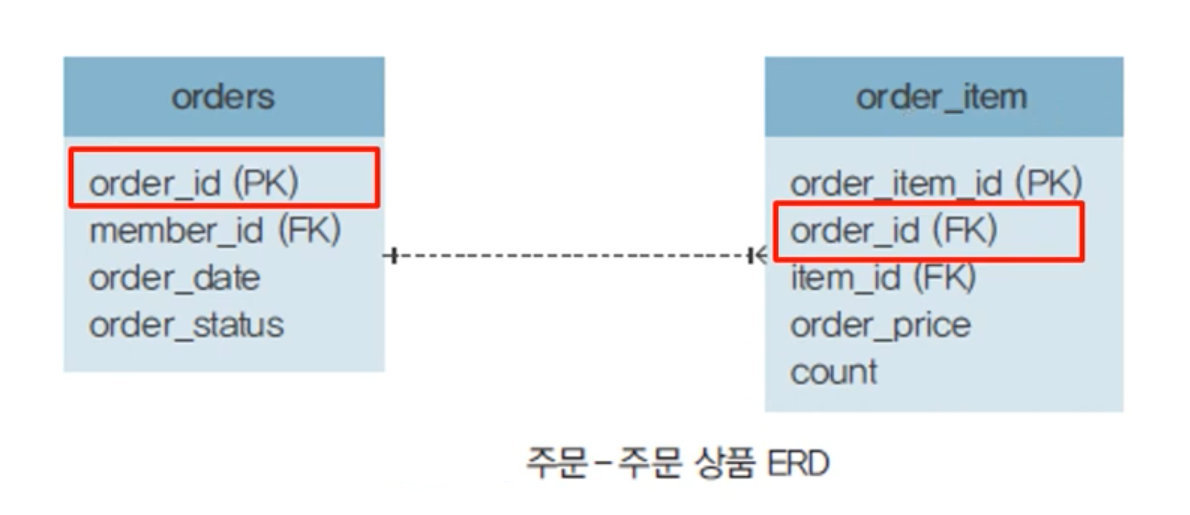 orders
order_id (PK)
member_id (FK)
order_date
order_status
order_item
order_item_id (PK)
order_id (FK)
item_id (FK)
order_price
count
주문 – 주문 상품 ERD